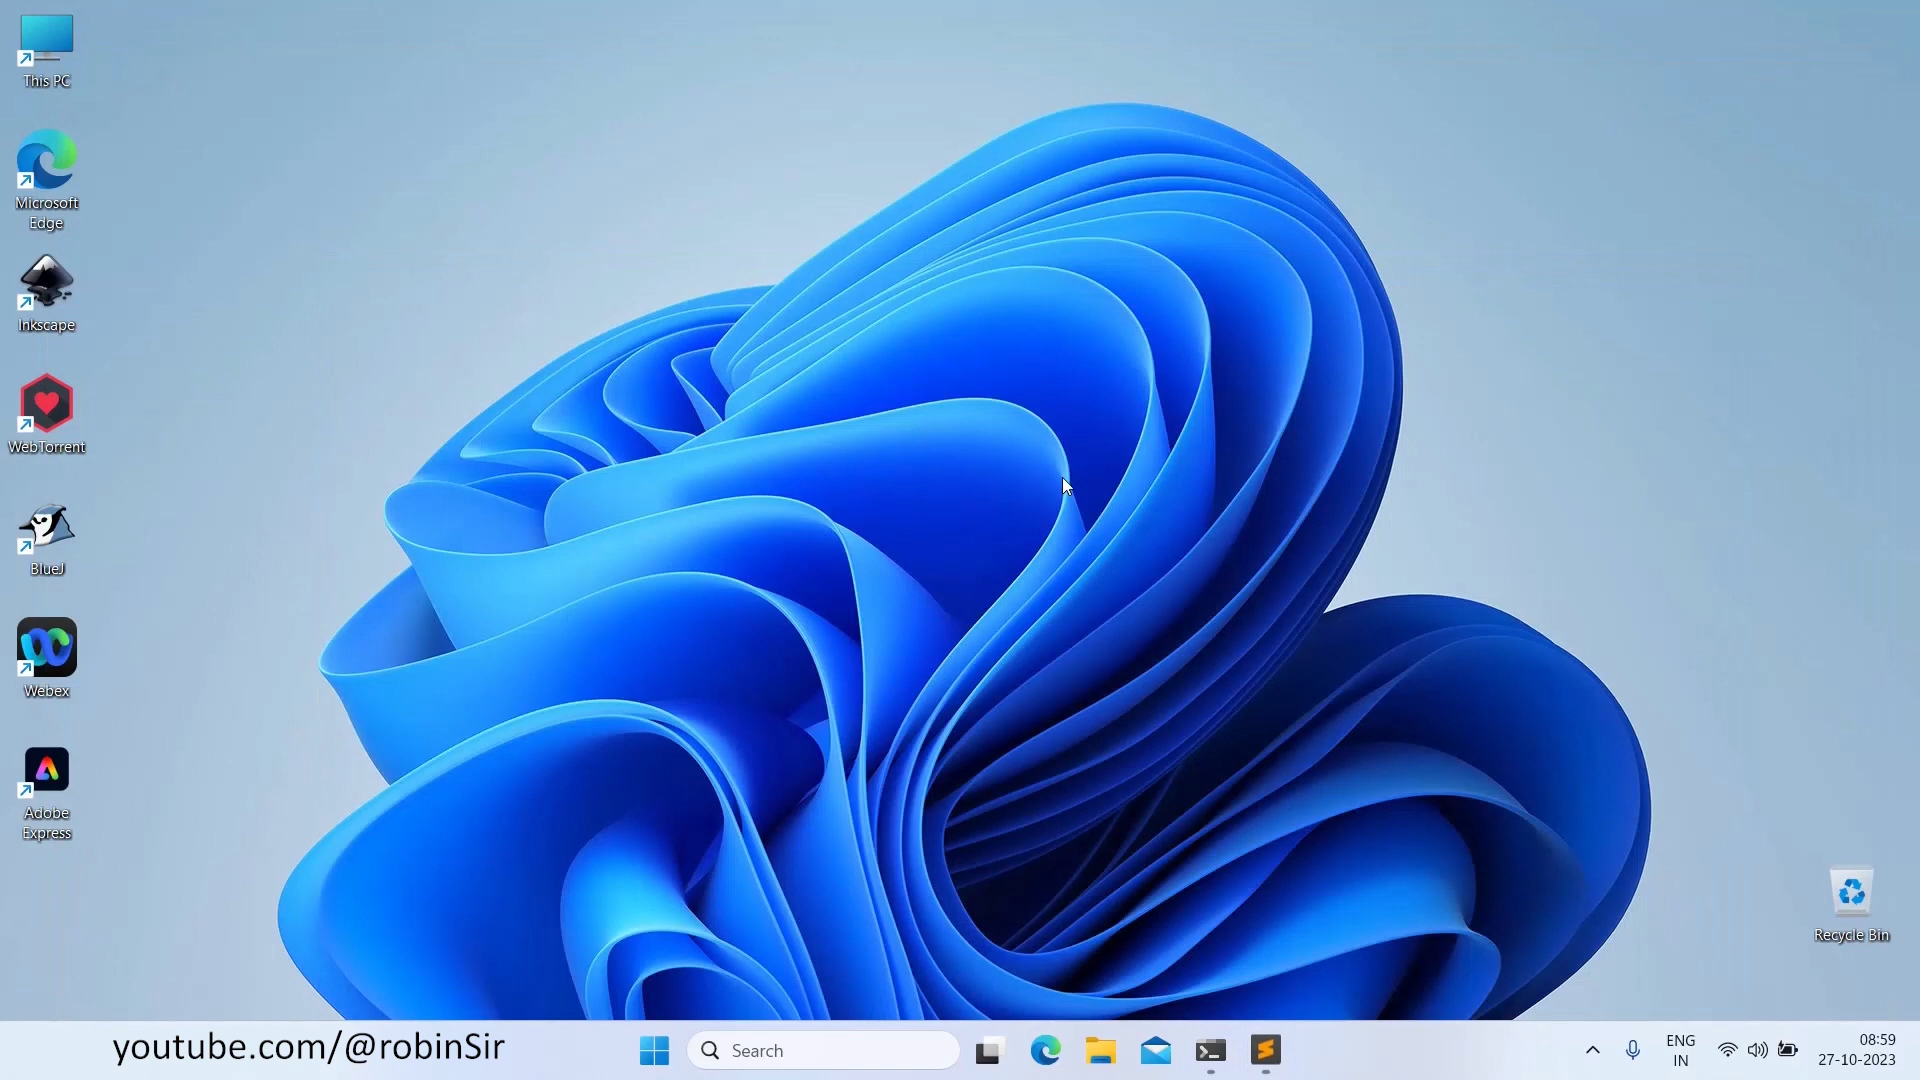 This PC
Microsoft
Edge
Inkscape
WebTorrent
BlueJ
Webex
Adobe
Express
Recycle Bin
youtube.com/@robinSir
Search
ENG
IN
08:59
27-10-2023